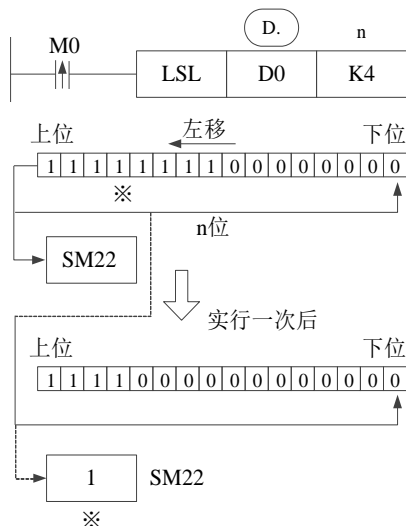 D.
n
M0
LSL D0 K4
左移
上位 下位
1 1 1 1 1 1 1 1 0 0 0 0 0 0 0 0
※
n位
SM22
实行一次后
上位 下位
1 1 1 1 0 0 0 0 0 0 0 0 0 0 0 0
1 SM22
※